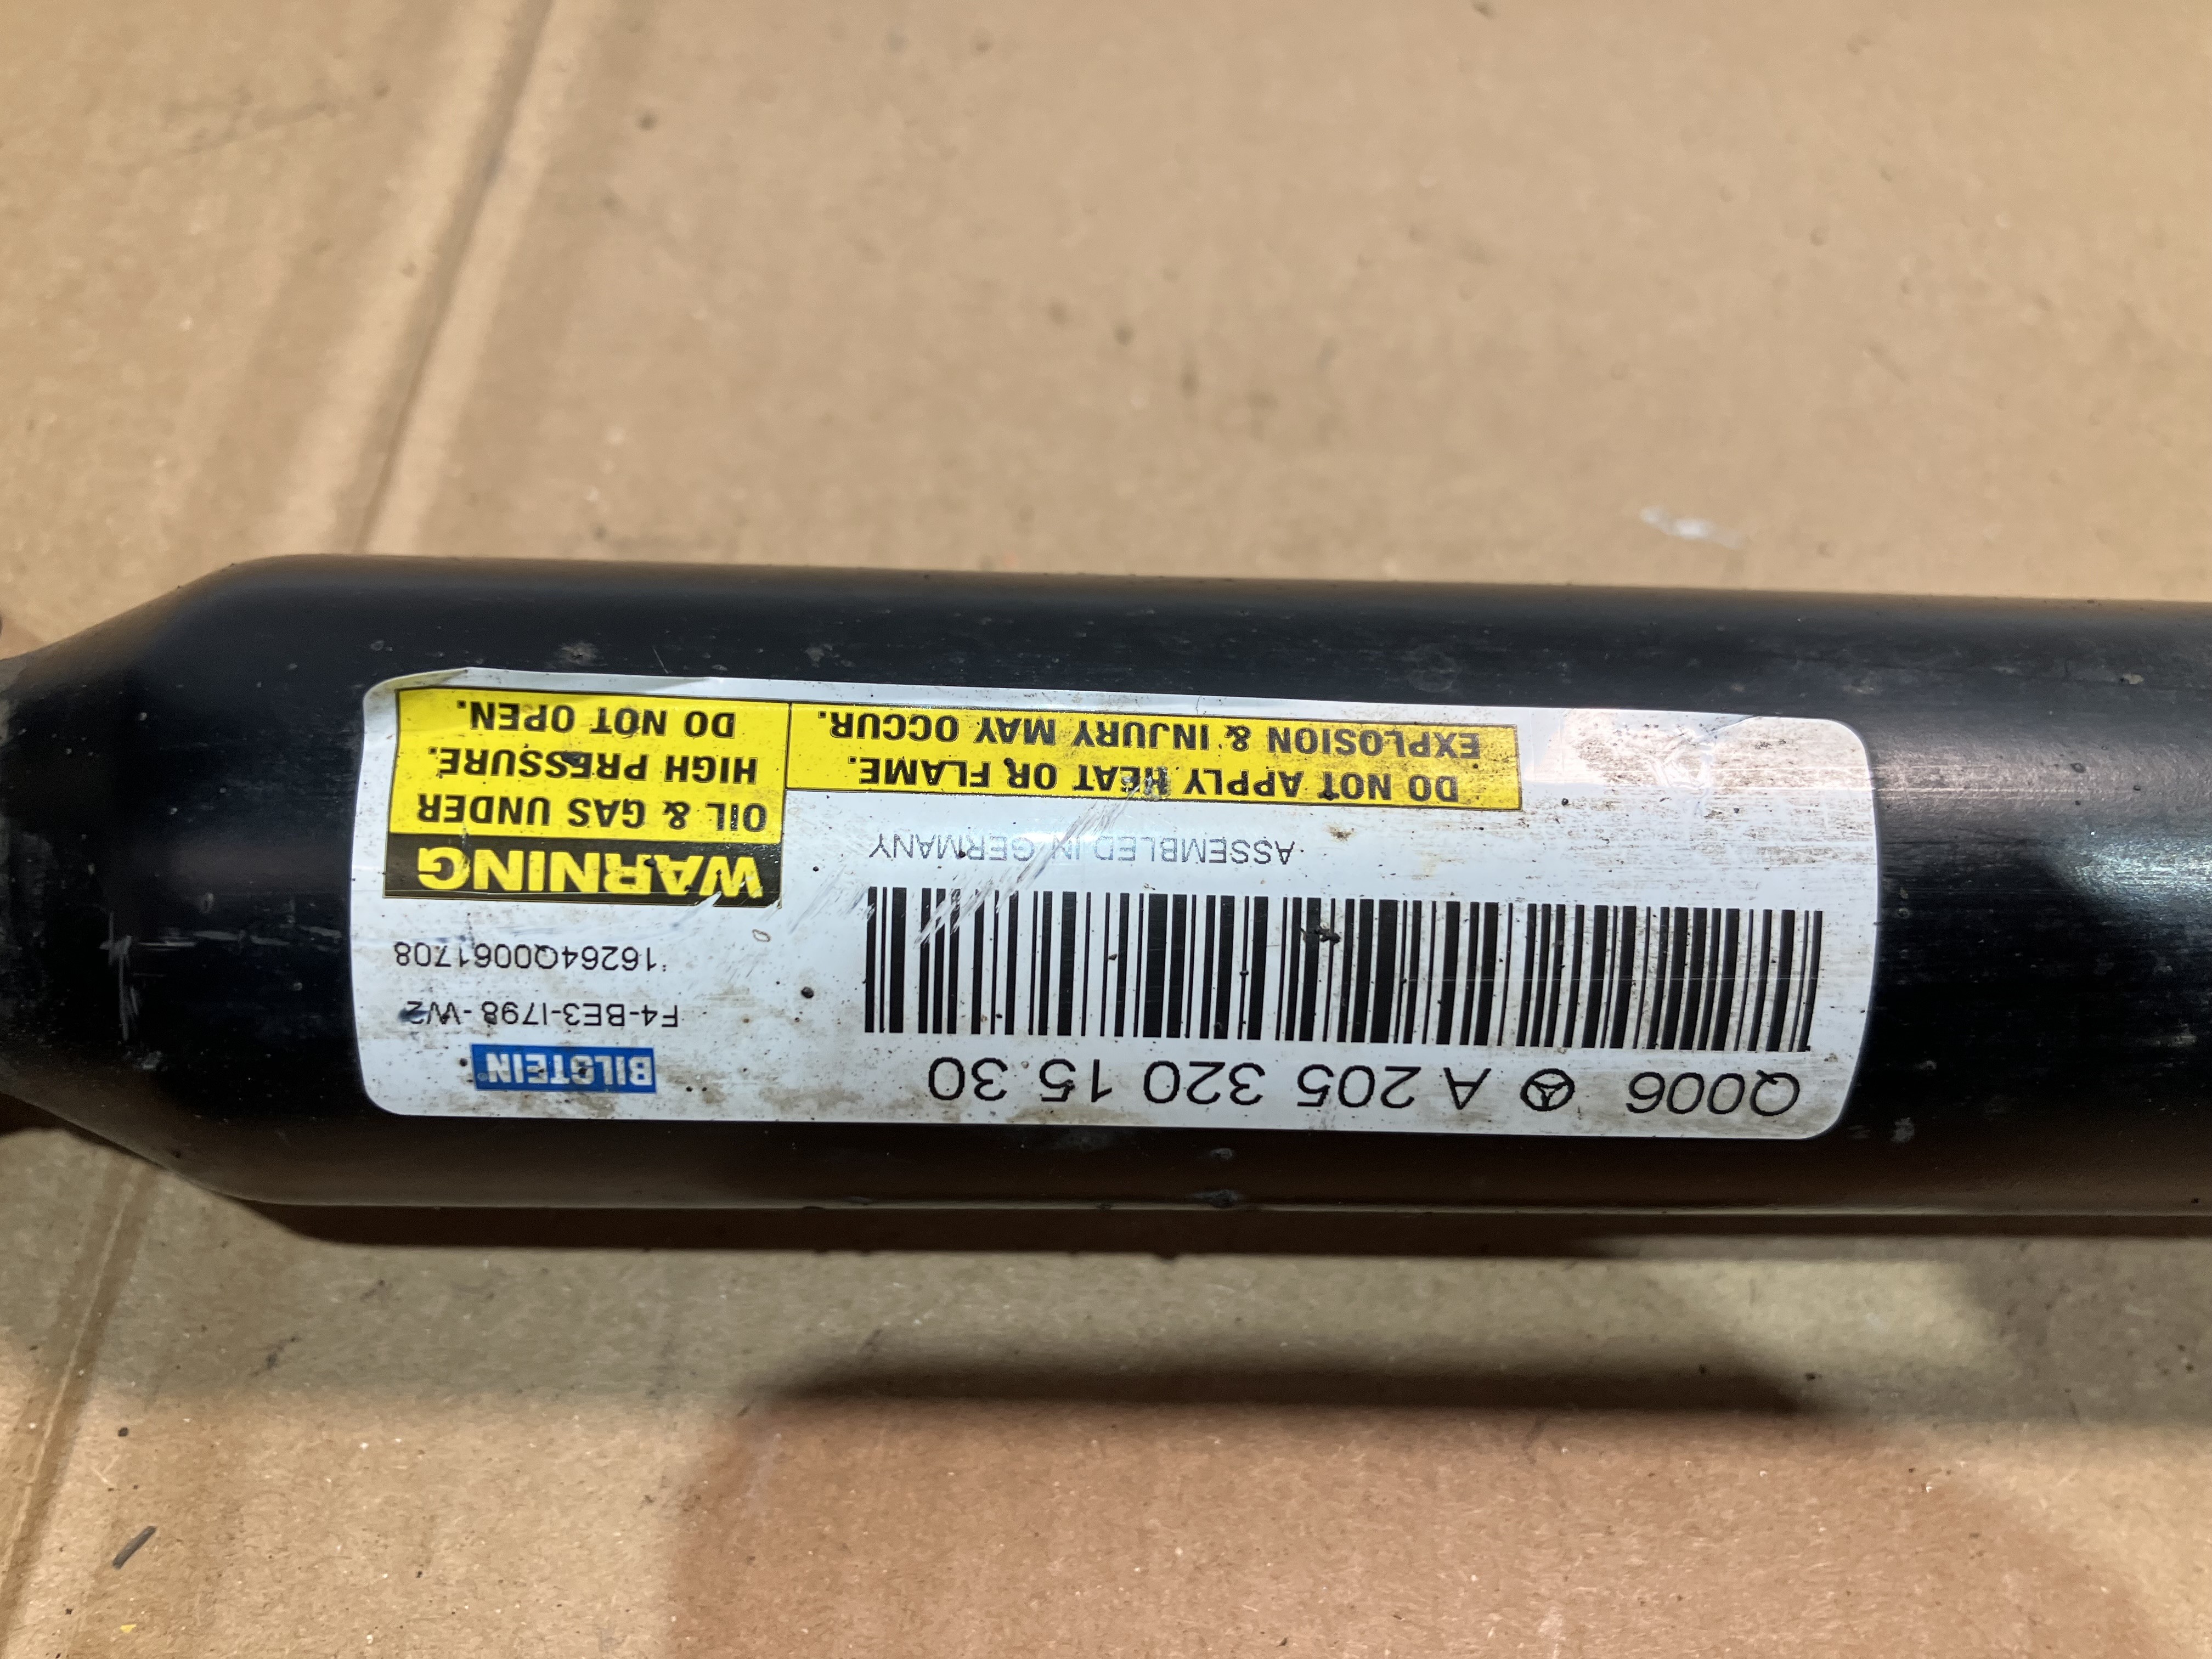 Q006 A 205 320 15 30
BILSTEIN
F4-BE3-I798-W2
16264Q0061708
ASSEMBLED IN GERMANY
WARNING
OIL & GAS UNDER
HIGH PRESSURE.
DO NOT OPEN.
DO NOT APPLY HEAT OR FLAME.
EXPLOSION & INJURY MAY OCCUR.